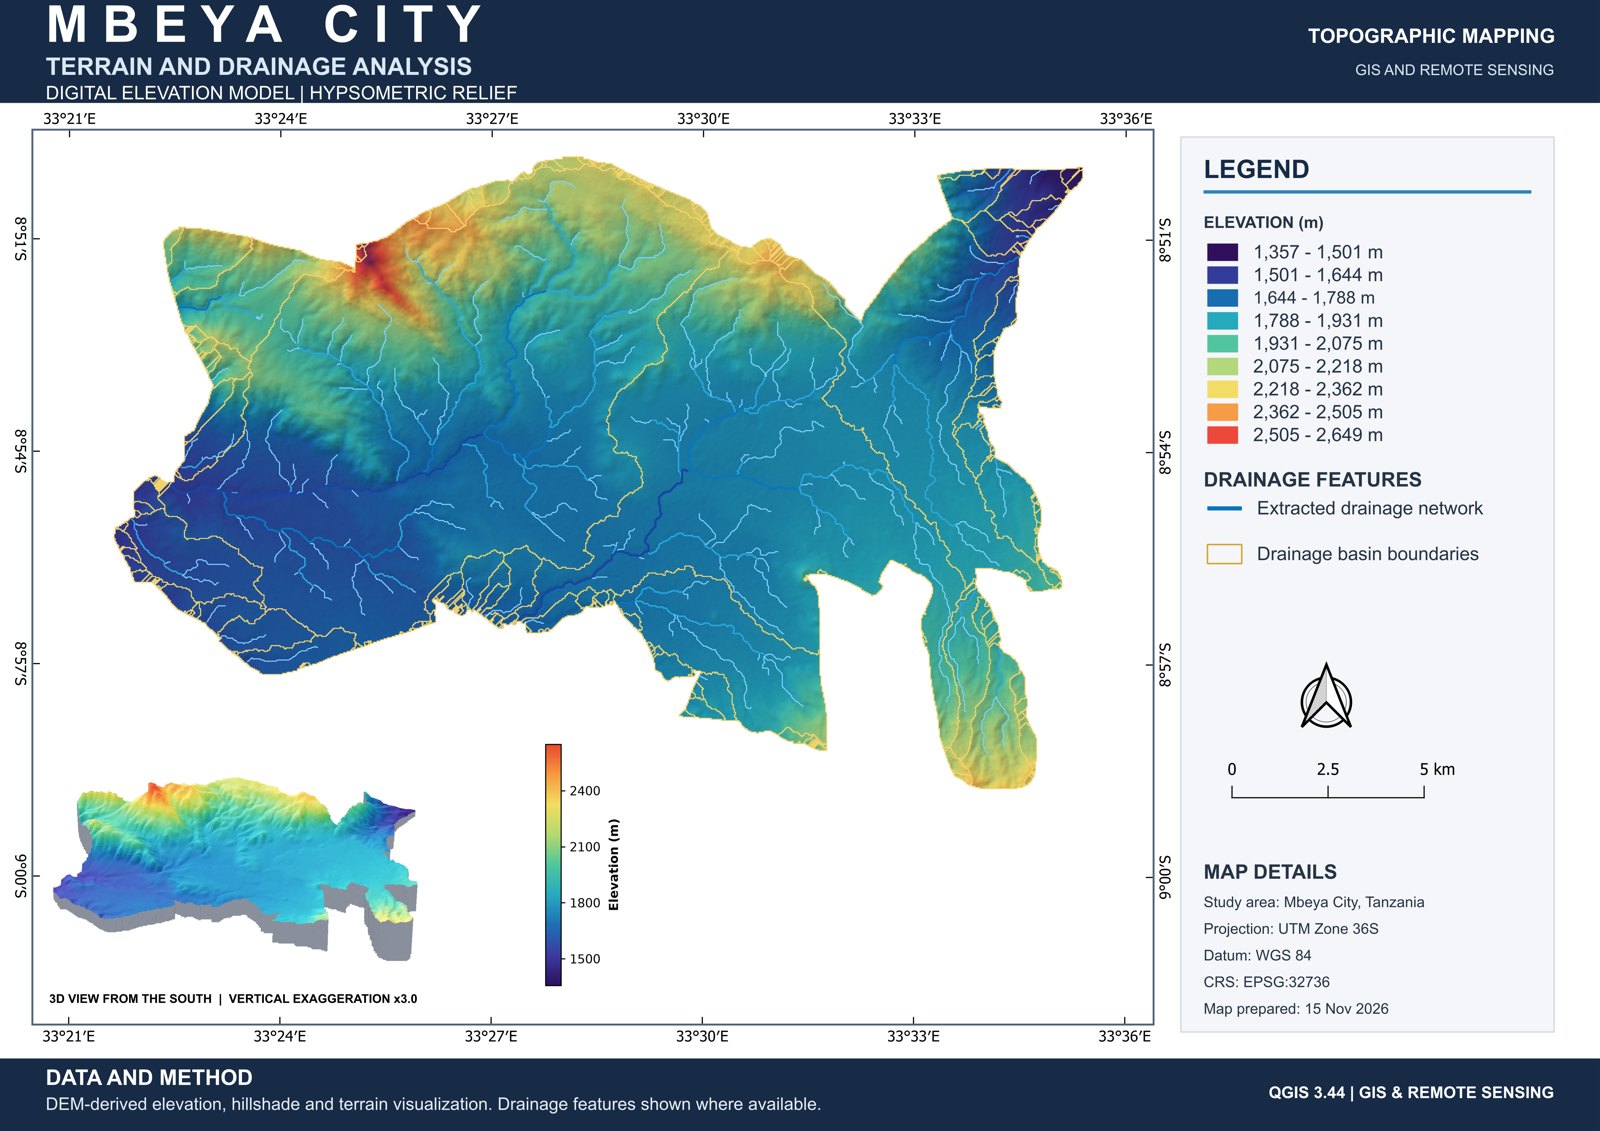 MBEYA CITY
TERRAIN AND DRAINAGE ANALYSIS
DIGITAL ELEVATION MODEL | HYPSOMETRIC RELIEF
TOPOGRAPHIC MAPPING
GIS AND REMOTE SENSING
33°21′E 33°24′E 33°27′E 33°30′E 33°33′E 33°36′E
8°51′S
8°54′S
8°57′S
9°00′S
8°51′S
8°54′S
8°57′S
9°00′S
2400
2100
1800
1500
Elevation (m)
3D VIEW FROM THE SOUTH | VERTICAL EXAGGERATION x3.0
33°21′E 33°24′E 33°27′E 33°30′E 33°33′E 33°36′E
LEGEND
ELEVATION (m)
1,357 - 1,501 m
1,501 - 1,644 m
1,644 - 1,788 m
1,788 - 1,931 m
1,931 - 2,075 m
2,075 - 2,218 m
2,218 - 2,362 m
2,362 - 2,505 m
2,505 - 2,649 m
DRAINAGE FEATURES
Extracted drainage network
Drainage basin boundaries
0 2.5 5 km
MAP DETAILS
Study area: Mbeya City, Tanzania
Projection: UTM Zone 36S
Datum: WGS 84
CRS: EPSG:32736
Map prepared: 15 Nov 2026
DATA AND METHOD
DEM-derived elevation, hillshade and terrain visualization. Drainage features shown where available.
QGIS 3.44 | GIS & REMOTE SENSING